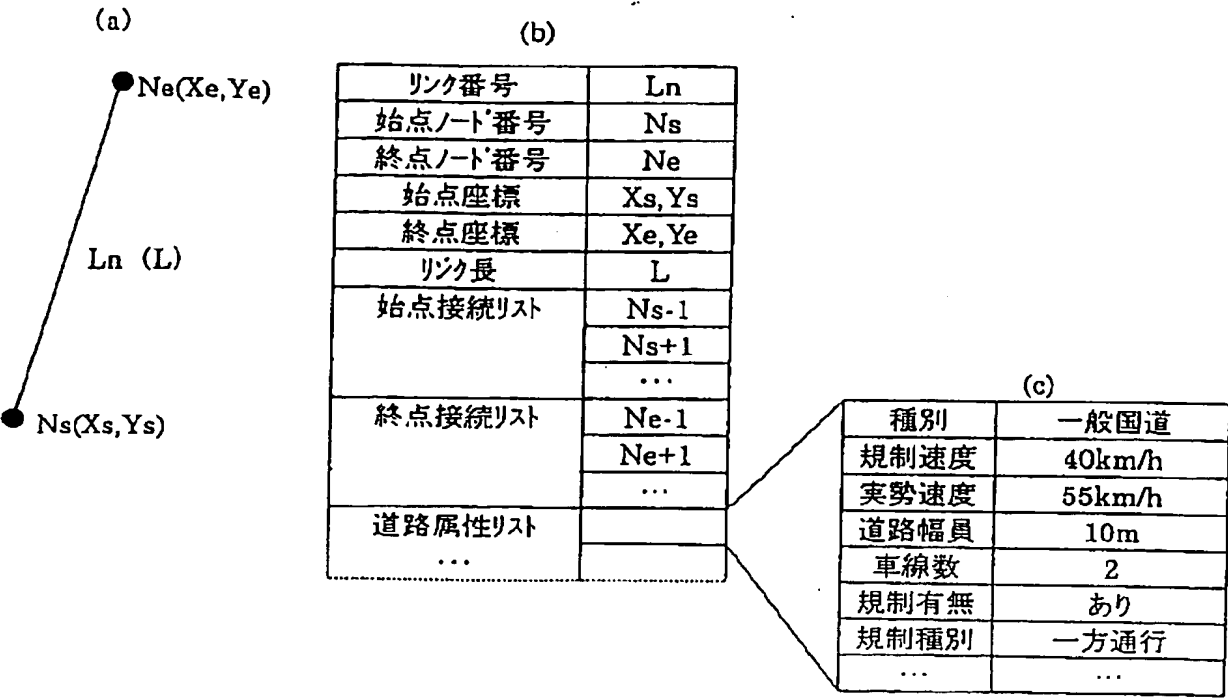 (a)
Ne(Xe,Ye)
Ln (L)
Ns(Xs,Ys)
(b)
リンク番号 Ln
始点ノード番号 Ns
終点ノード番号 Ne
始点座標 Xs,Ys
終点座標 Xe,Ye
リンク長 L
始点接続リスト Ns-1
Ns+1
...
終点接続リスト Ne-1
Ne+1
...
道路属性リスト
...
(c)
種別 一般国道
規制速度 40km/h
実勢速度 55km/h
道路幅員 10m
車線数 2
規制有無 あり
規制種別 一方通行
... ...